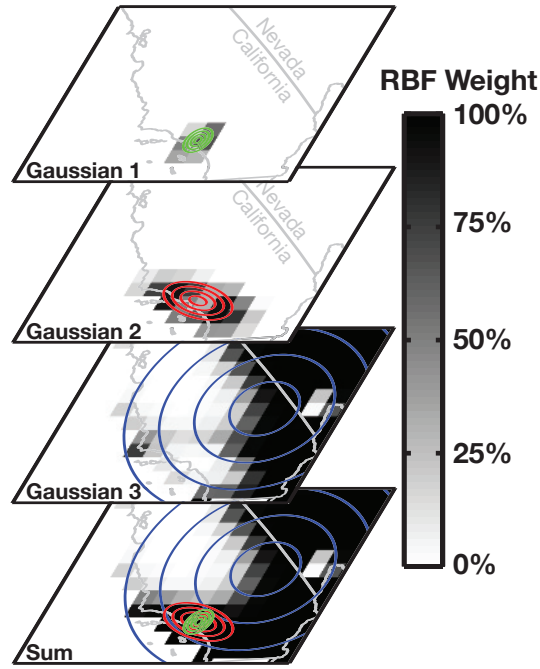 Nevada
California
RBF Weight
100%
Gaussian 1
Nevada
California
75%
Gaussian 2
50%
25%
Gaussian 3
0%
Sum